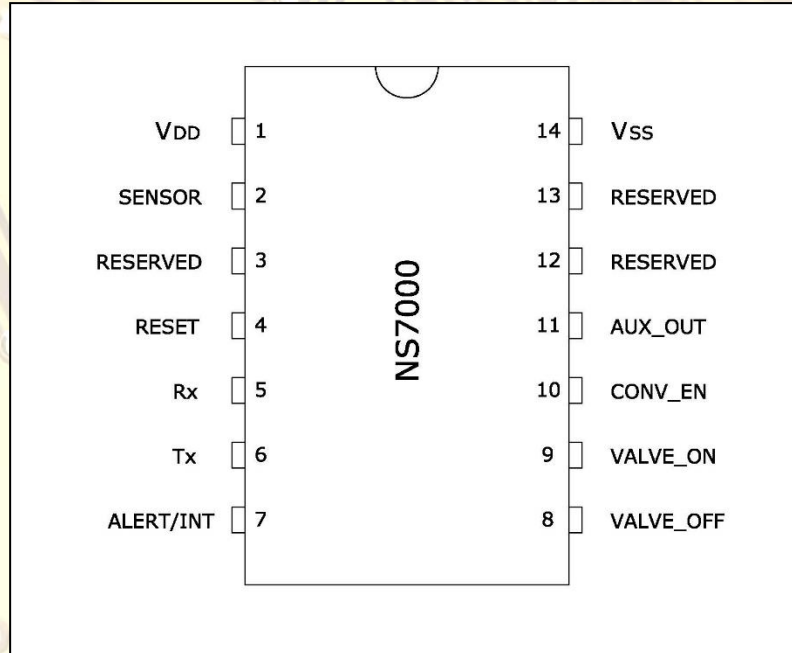 VDD 1 14 VSS
SENSOR 2 13 RESERVED
RESERVED 3 12 RESERVED
NS7000
RESET 4 11 AUX_OUT
Rx 5 10 CONV_EN
Tx 6 9 VALVE_ON
ALERT/INT 7 8 VALVE_OFF